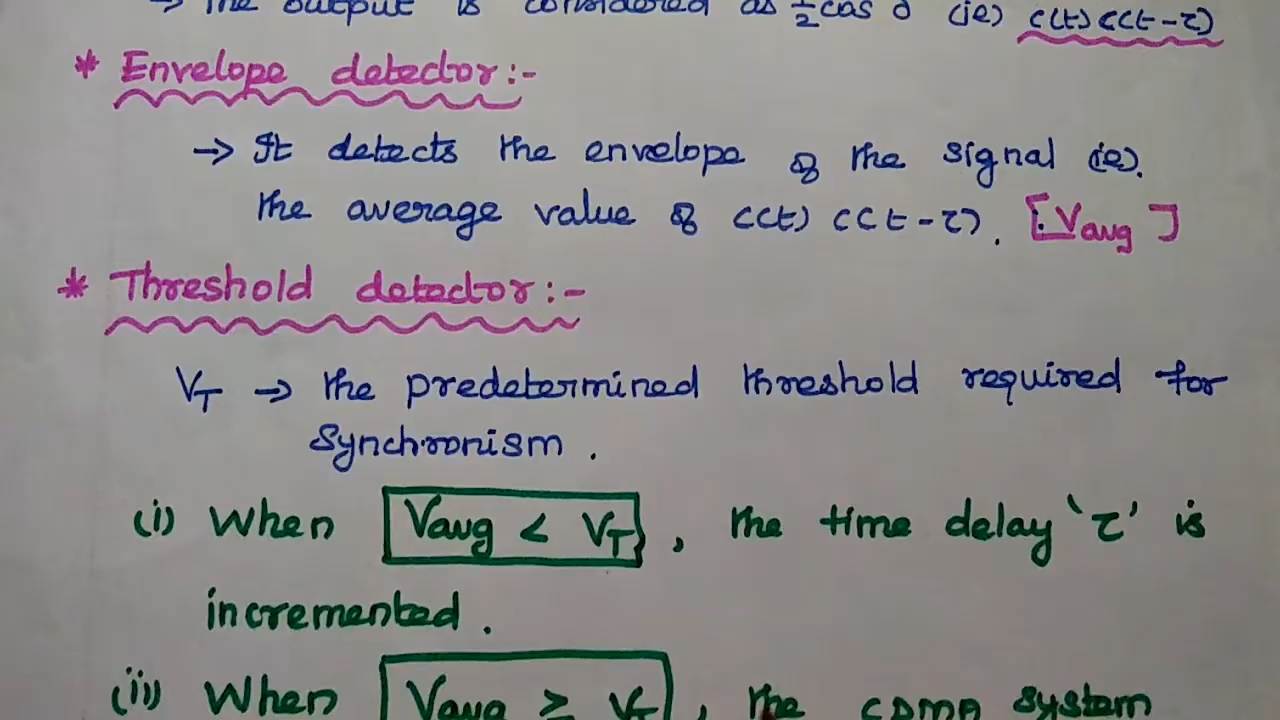 → The output is considered as 1/2 cos θ (ie) c(t) c(t-τ)
* Envelope detector:-
→ It detects the envelope of the signal (ie).
the average value of c(t) c(t-τ). [Vavg]
* Threshold detector:-
VT → the predetermined threshold required for
synchronism.
(i) When Vavg < VT, the time delay 'τ' is
incremented.
(ii) When Vavg ≥ VT, the CDMA system